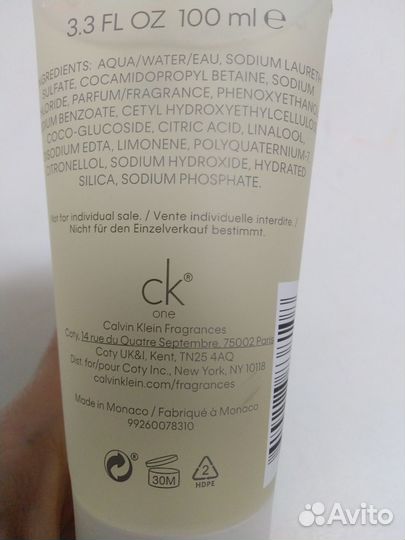 3.3 FL OZ 100 ml ℮
INGREDIENTS: AQUA/WATER/EAU, SODIUM LAURETH
SULFATE, COCAMIDOPROPYL BETAINE, SODIUM
CHLORIDE, PARFUM/FRAGRANCE, PHENOXYETHANOL,
SODIUM BENZOATE, CETYL HYDROXYETHYLCELLULOSE,
COCO-GLUCOSIDE, CITRIC ACID, LINALOOL,
DISODIUM EDTA, LIMONENE, POLYQUATERNIUM-7,
CITRONELLOL, SODIUM HYDROXIDE, HYDRATED
SILICA, SODIUM PHOSPHATE.
Not for individual sale. / Vente individuelle interdite. /
Nicht für den Einzelverkauf bestimmt.
ck®
one
Calvin Klein Fragrances
Coty, 14 rue du Quatre Septembre, 75002 Paris
Coty UK&I, Kent, TN25 4AQ
Dist. for/pour Coty Inc., New York, NY 10118
calvinklein.com/fragrances
Made in Monaco / Fabriqué à Monaco
99260078310
30M
2
HDPE
Avito